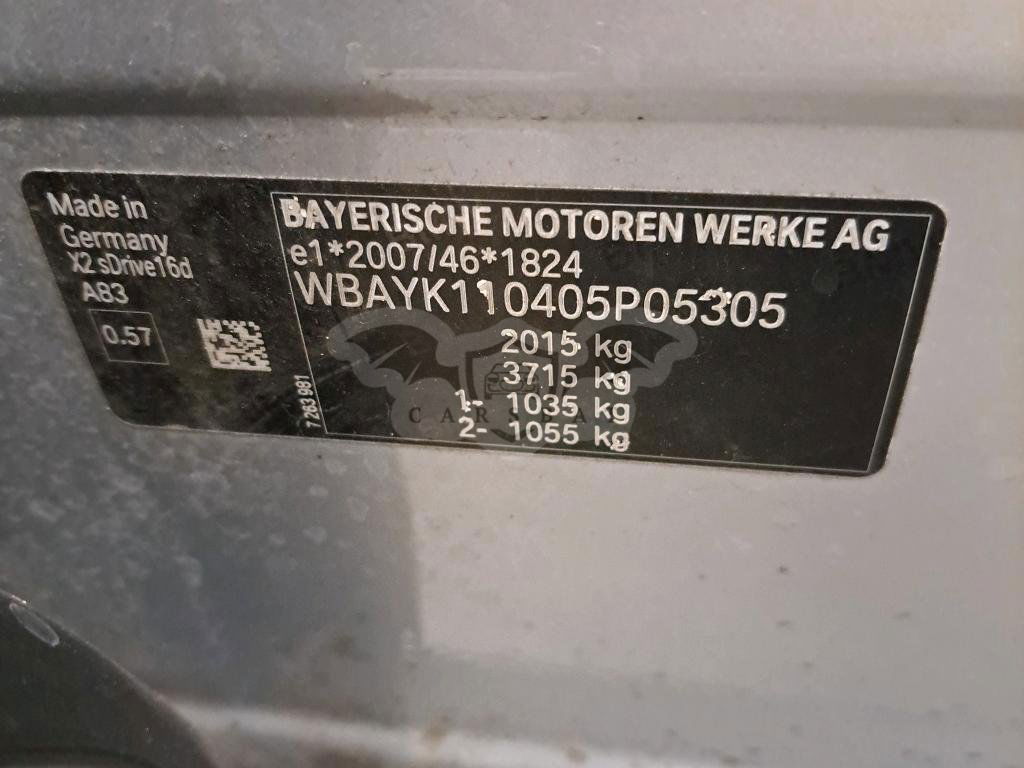 Made in
Germany
X2 sDrive16d
A83
0.57
7 263 981
BAYERISCHE MOTOREN WERKE AG
e1*2007/46*1824
WBAYK110405P05305
2015 kg
3715 kg
1- 1035 kg
2- 1055 kg